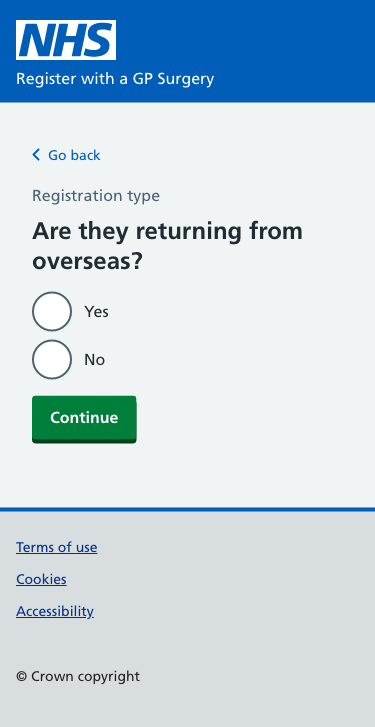 NHS
Register with a GP Surgery
Go back
Registration type
Are they returning from
overseas?
Yes
No
Continue
Terms of use
Cookies
Accessibility
© Crown copyright